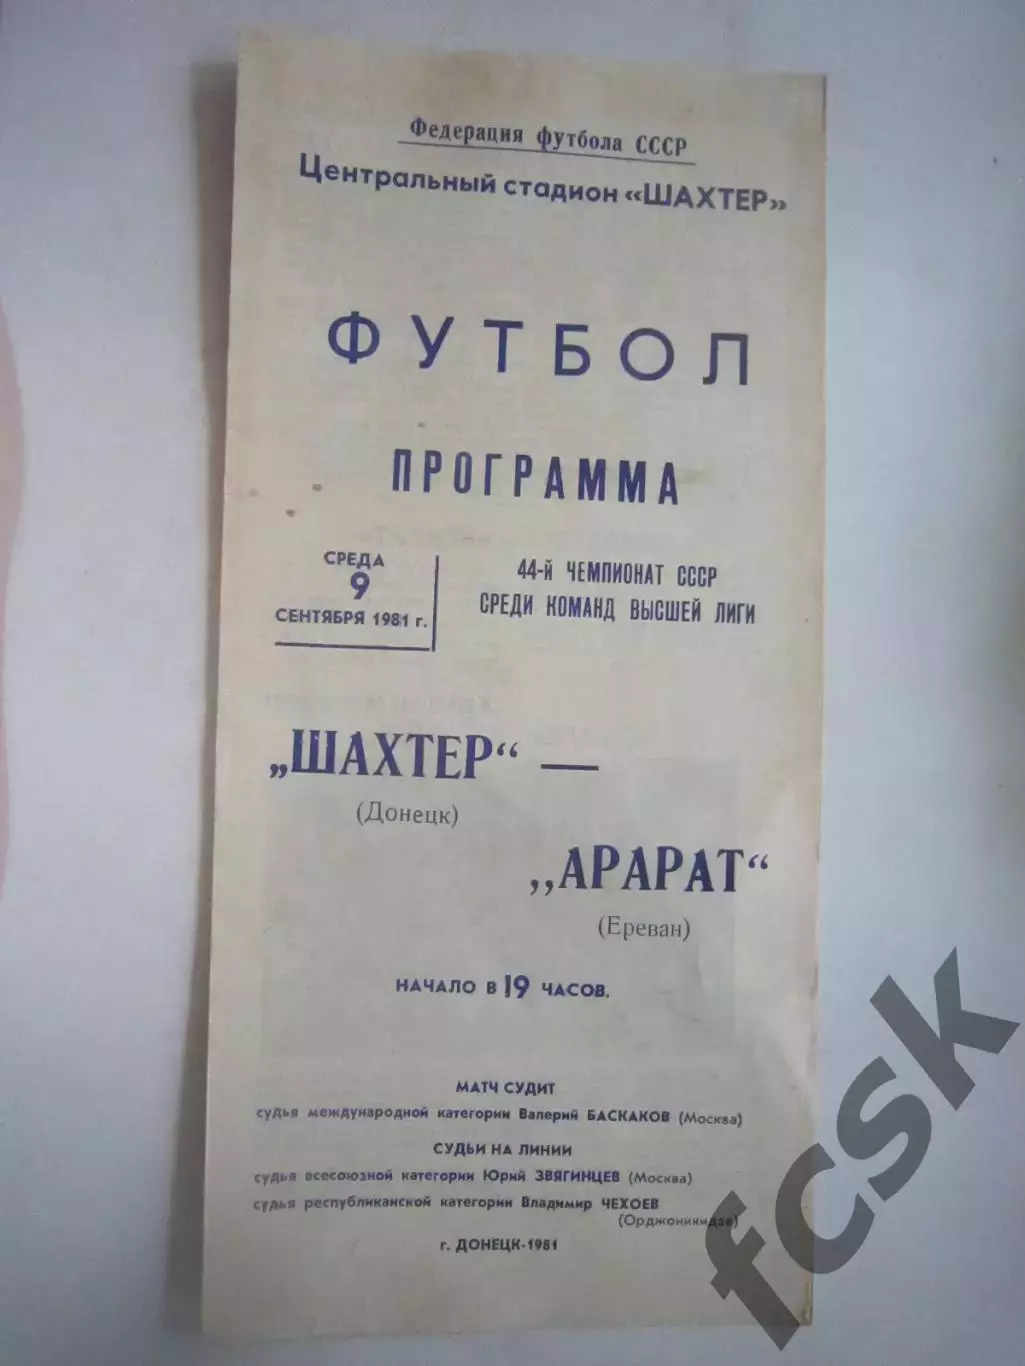 Федерация футбола СССР
Центральный стадион «ШАХТЕР»
ФУТБОЛ
ПРОГРАММА
СРЕДА
9
СЕНТЯБРЯ 1981 г.
44-й ЧЕМПИОНАТ СССР
СРЕДИ КОМАНД ВЫСШЕЙ ЛИГИ
„ШАХТЕР“ —
(Донецк)
„АРАРАТ“
(Ереван)
НАЧАЛО В 19 ЧАСОВ.
МАТЧ СУДИТ
судья международной категории Валерий БАСКАКОВ (Москва)
СУДЬИ НА ЛИНИИ
судья всесоюзной категории Юрий ЗВЯГИНЦЕВ (Москва)
судья республиканской категории Владимир ЧЕХОЕВ
(Орджоникидзе)
г. ДОНЕЦК-1981
fcsk